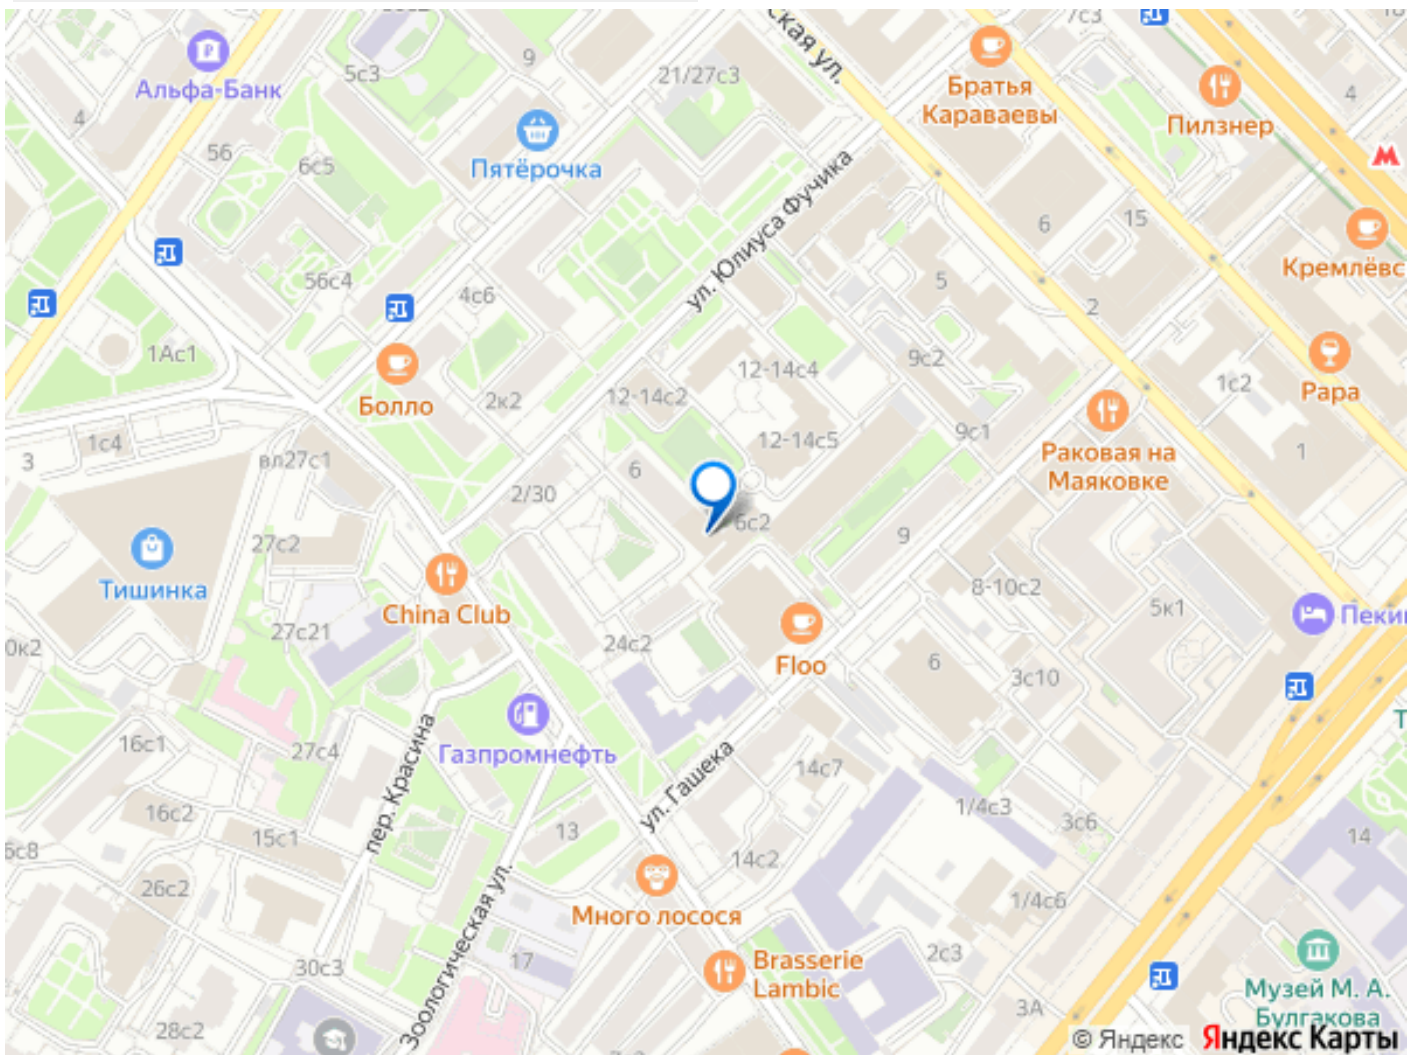 ская ул.
7с3
Альфа-Банк
5с3
9
21/27с3
Братья
Караваевы
Пилзнер
4
4
56
6с5
Пятёрочка
ул. Юлиуса Фучика
6
15
Кремлёвс
56с4
4с6
5
2
1Ас1
Болло
2к2
12-14с2
12-14с4
9с2
1с2
Рара
1с4
3
вл27с1
2/30
6
12-14с5
9с1
Раковая на
Маяковке
1
6с2
9
27с2
Тишинка
China Club
8-10с2
5к1
Пеки
0к2
27с21
24с2
Floo
6
3с10
16с1
27с4
пер. Красина
Газпромнефть
ул. Гашека
14с7
16с2
15с1
13
1/4с3
3с6
14
6с8
26с2
14с2
Много лосося
1/4с6
Зоологическая ул.
17
30с3
Brasserie
Lambic
2с3
Музей М. А.
Булгакова
3А
28с2
© Яндекс Яндекс Карты